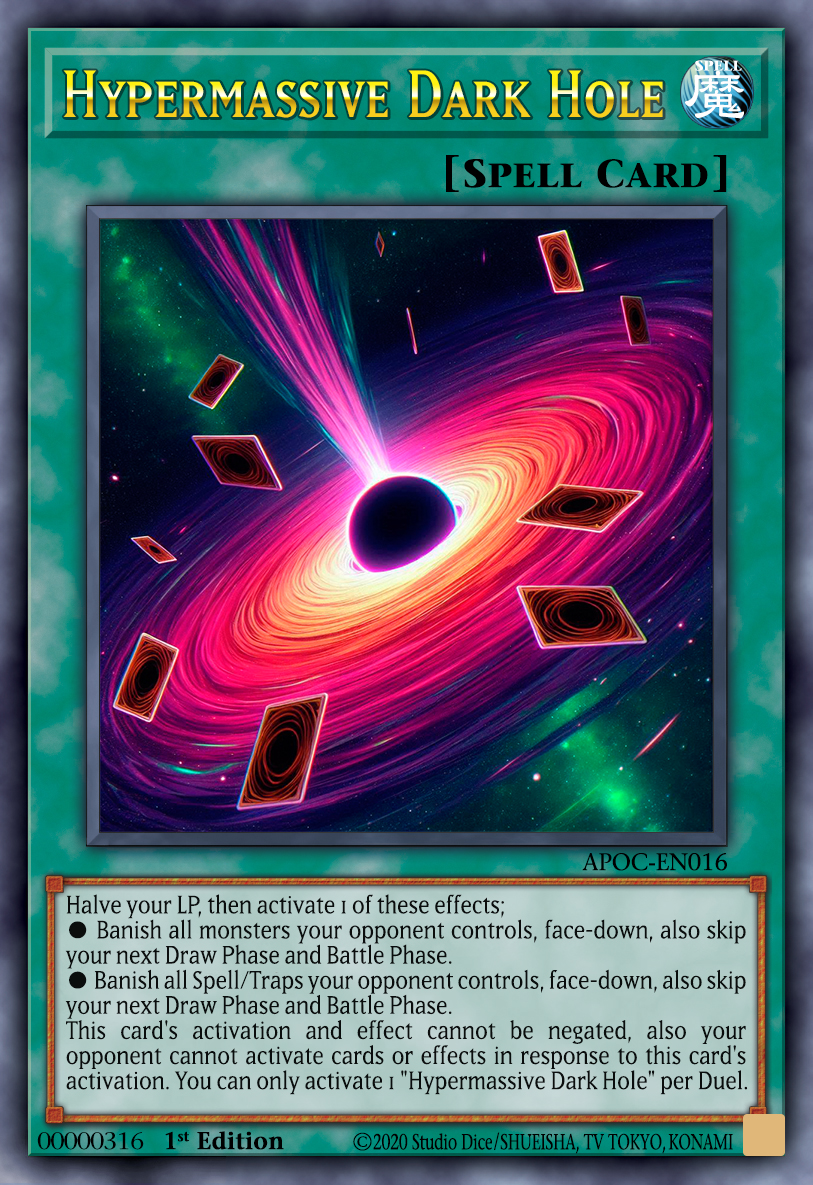 Hypermassive Dark Hole
SPELL
魔
[Spell Card]
APOC-EN016
Halve your LP, then activate 1 of these effects;
● Banish all monsters your opponent controls, face-down, also skip
your next Draw Phase and Battle Phase.
● Banish all Spell/Traps your opponent controls, face-down, also skip
your next Draw Phase and Battle Phase.
This card's activation and effect cannot be negated, also your
opponent cannot activate cards or effects in response to this card's
activation. You can only activate 1 "Hypermassive Dark Hole" per Duel.
00000316 1st Edition ©2020 Studio Dice/SHUEISHA, TV TOKYO, KONAMI